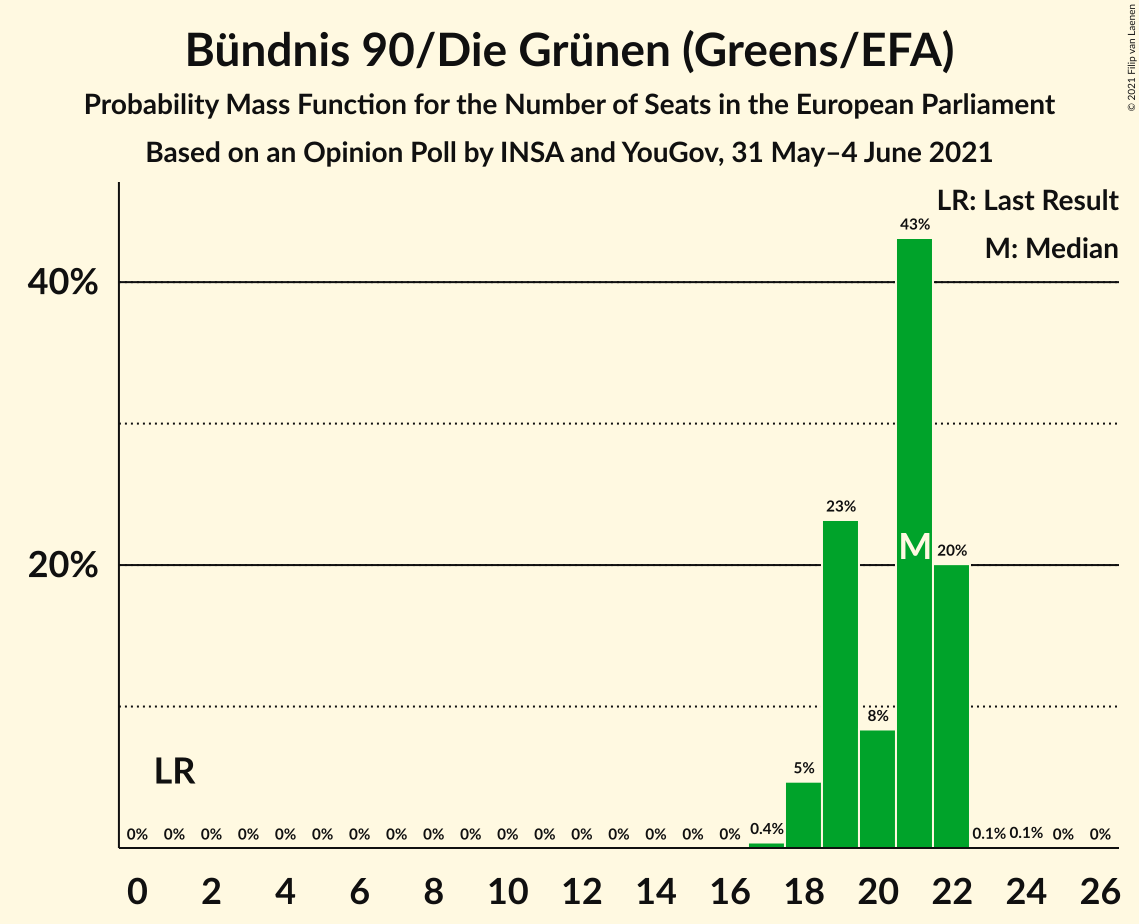 Bündnis 90/Die Grünen (Greens/EFA)
Probability Mass Function for the Number of Seats in the European Parliament
Based on an Opinion Poll by INSA and YouGov, 31 May–4 June 2021
© 2021 Filip van Laenen
LR: Last Result
M: Median
43%
40%
23%
M
20%
20%
8%
LR
5%
0% 0% 0% 0% 0% 0% 0% 0% 0% 0% 0% 0% 0% 0% 0% 0% 0% 0.4% 0.1% 0.1% 0% 0%
0 2 4 6 8 10 12 14 16 18 20 22 24 26